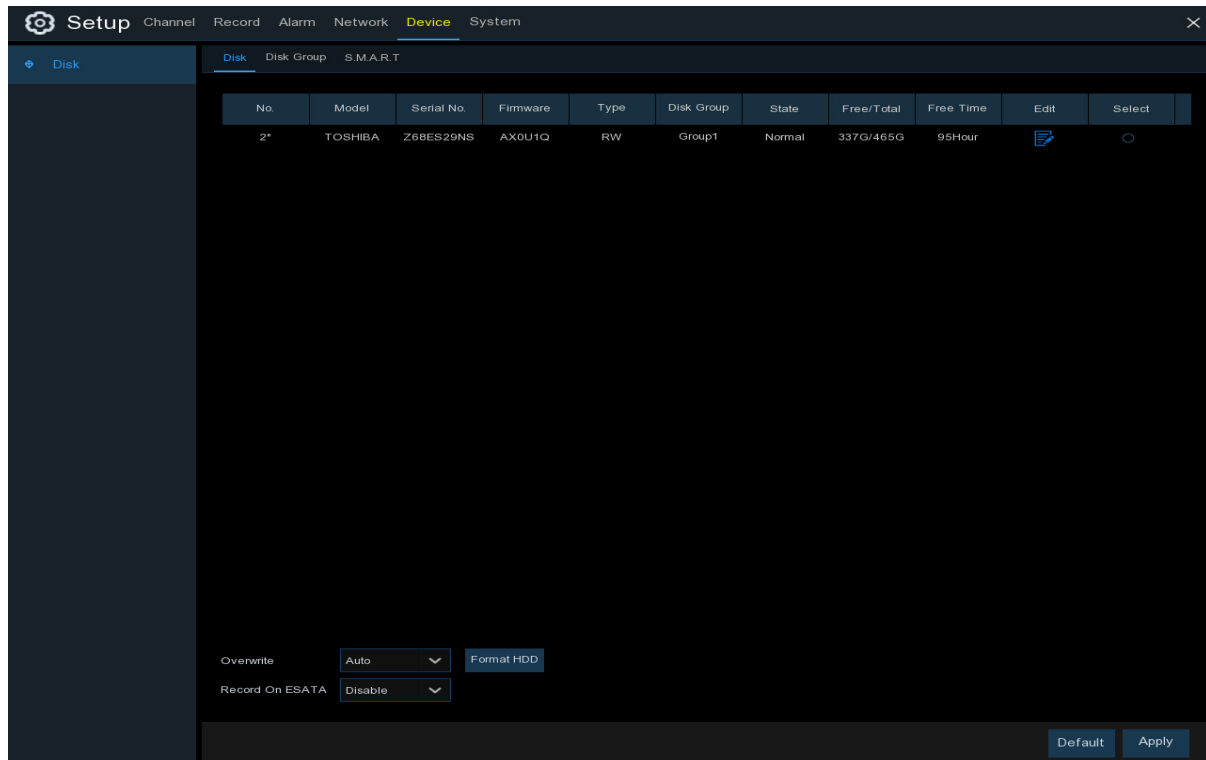 Setup Channel Record Alarm Network Device System
Disk
Disk Disk Group S.M.A.R.T
No. Model Serial No. Firmware Type Disk Group State Free/Total Free Time Edit Select
2* TOSHIBA Z68ES29NS AX0U1Q RW Group1 Normal 337G/465G 95Hour
Overwrite Auto Format HDD
Record On ESATA Disable
Default Apply